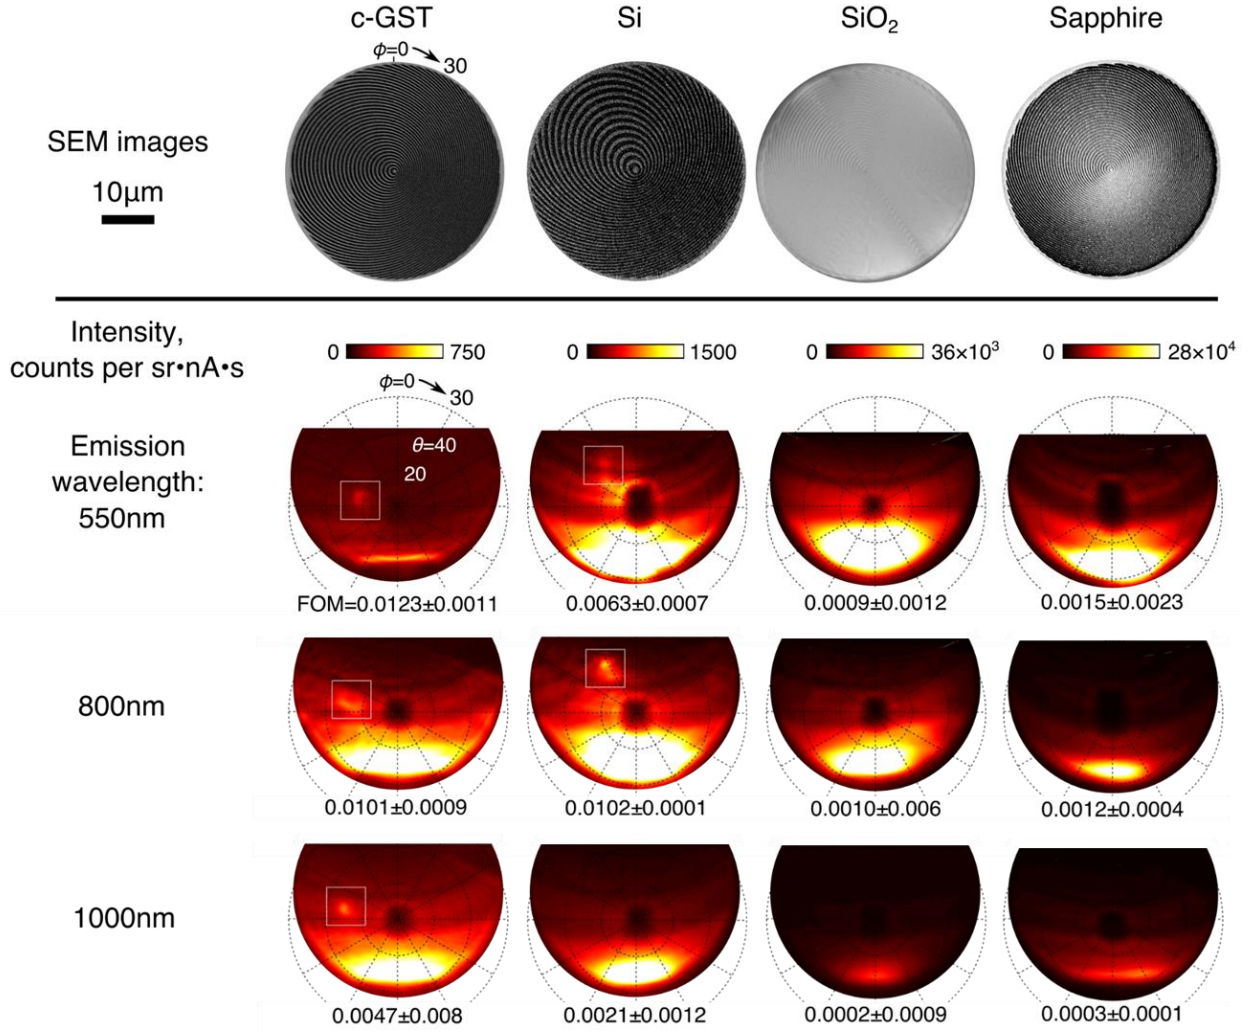 c-GST
Si
SiO₂
Sapphire
ϕ=0
30
SEM images
10μm
Intensity,
counts per sr•nA•s
0
750
0
1500
0
36×10³
0
28×10⁴
ϕ=0
30
Emission
wavelength:
550nm
θ=40
20
FOM=0.0123±0.0011
0.0063±0.0007
0.0009±0.0012
0.0015±0.0023
800nm
0.0101±0.0009
0.0102±0.0001
0.0010±0.006
0.0012±0.0004
1000nm
0.0047±0.008
0.0021±0.0012
0.0002±0.0009
0.0003±0.0001